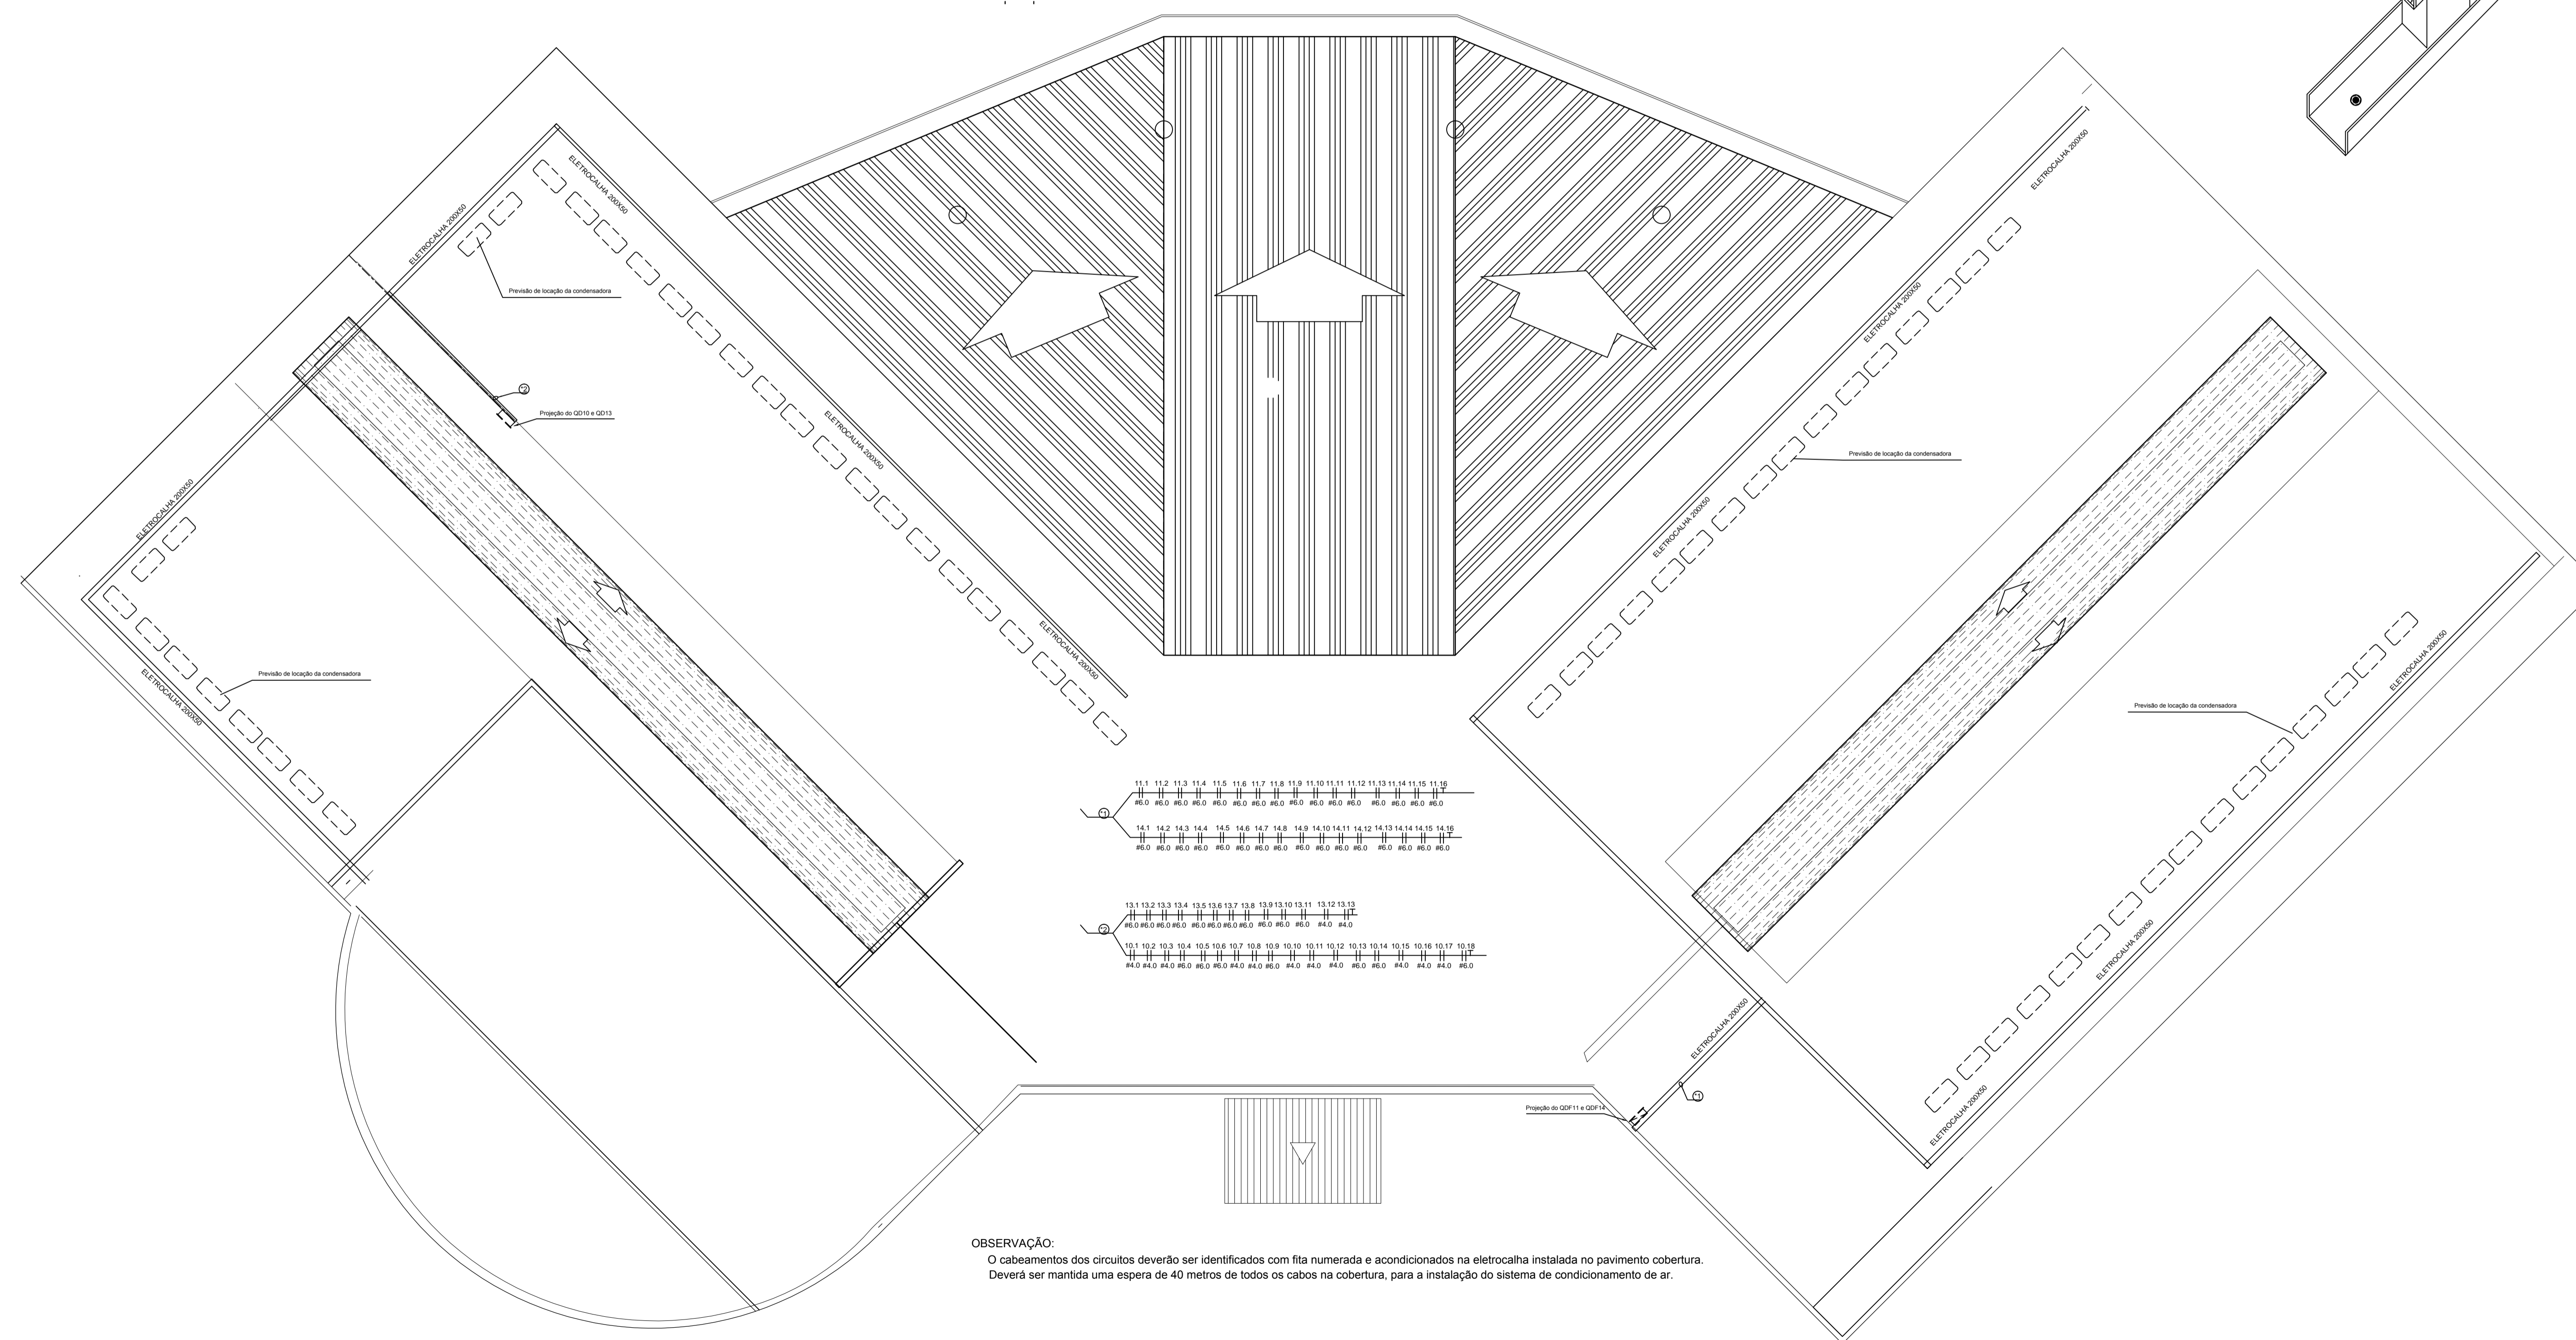 ELETROCALHA 200X50
ELETROCALHA 200X50
ELETROCALHA 200X50
ELETROCALHA 200X50
Previsão de locação da condensadora
ELETROCALHA 200X50
*2
Projeção do QD10 e QD13
ELETROCALHA 200X50
Previsão de locação da condensadora
ELETROCALHA 200X50
ELETROCALHA 200X50
ELETROCALHA 200X50
ELETROCALHA 200X50
Previsão de locação da condensadora
ELETROCALHA 200X50
Previsão de locação da condensadora
11.1 11.2 11.3 11.4 11.5 11.6 11.7 11.8 11.9 11.10 11.11 11.12 11.13 11.14 11.15 11.16
#6.0 #6.0 #6.0 #6.0 #6.0 #6.0 #6.0 #6.0 #6.0 #6.0 #6.0 #6.0 #6.0 #6.0 #6.0 #6.0
*1
14.1 14.2 14.3 14.4 14.5 14.6 14.7 14.8 14.9 14.10 14.11 14.12 14.13 14.14 14.15 14.16
#6.0 #6.0 #6.0 #6.0 #6.0 #6.0 #6.0 #6.0 #6.0 #6.0 #6.0 #6.0 #6.0 #6.0 #6.0 #6.0
13.1 13.2 13.3 13.4 13.5 13.6 13.7 13.8 13.9 13.10 13.11 13.12 13.13
#6.0 #6.0 #6.0 #6.0 #6.0 #6.0 #6.0 #6.0 #6.0 #6.0 #6.0 #4.0 #4.0
*2
10.1 10.2 10.3 10.4 10.5 10.6 10.7 10.8 10.9 10.10 10.11 10.12 10.13 10.14 10.15 10.16 10.17 10.18
#4.0 #4.0 #4.0 #6.0 #6.0 #6.0 #4.0 #4.0 #6.0 #4.0 #4.0 #4.0 #6.0 #6.0 #4.0 #4.0 #4.0 #6.0
ELETROCALHA 200X50
ELETROCALHA 200X50
*1
Projeção do QDF11 e QDF14
ELETROCALHA 200X50
OBSERVAÇÃO:
O cabeamentos dos circuitos deverão ser identificados com fita numerada e acondicionados na eletrocalha instalada no pavimento cobertura.
Deverá ser mantida uma espera de 40 metros de todos os cabos na cobertura, para a instalação do sistema de condicionamento de ar.